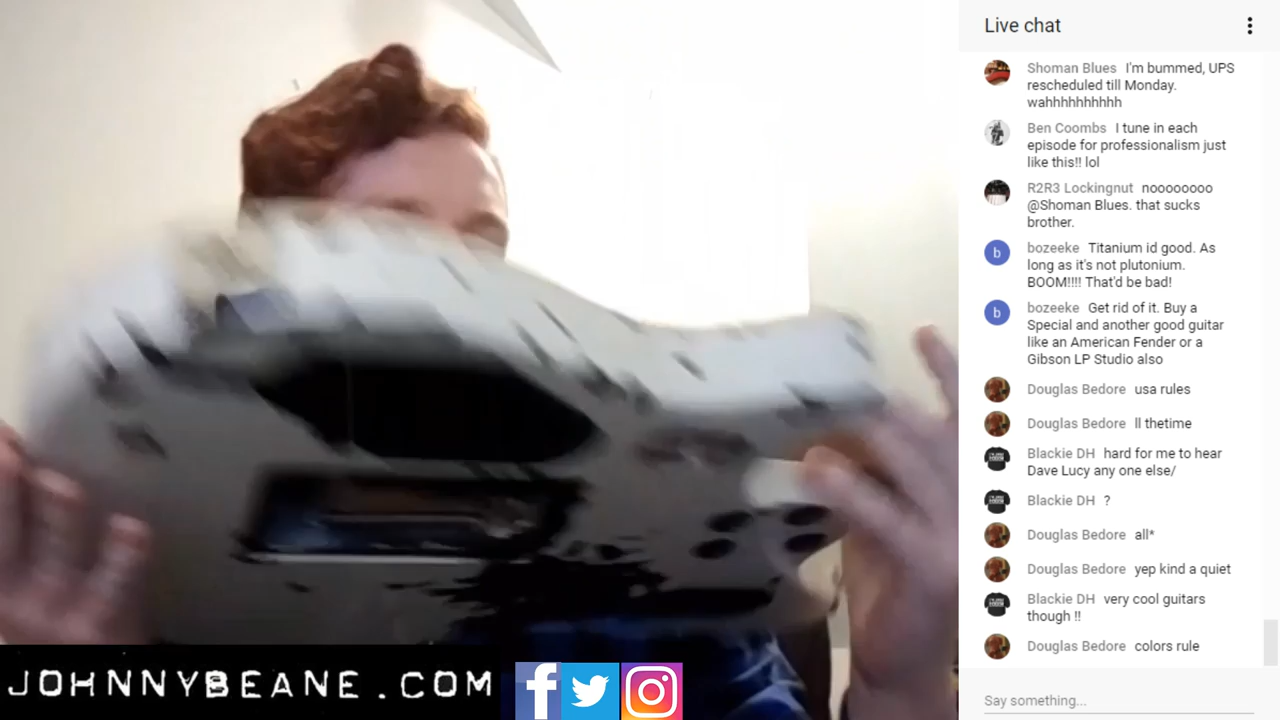 Live chat
Shoman Blues I'm bummed, UPS
rescheduled till Monday.
wahhhhhhhhhh
Ben Coombs I tune in each
episode for professionalism just
like this!! lol
R2R3 Lockingnut noooooooo
@Shoman Blues. that sucks
brother.
b
bozeeke Titanium id good. As
long as it's not plutonium.
BOOM!!!! That'd be bad!
b
bozeeke Get rid of it. Buy a
Special and another good guitar
like an American Fender or a
Gibson LP Studio also
Douglas Bedore usa rules
Douglas Bedore ll thetime
Blackie DH hard for me to hear
Dave Lucy any one else/
Blackie DH ?
Douglas Bedore all*
Douglas Bedore yep kind a quiet
Blackie DH very cool guitars
though !!
Douglas Bedore colors rule
Say something...
JOHNNYBEANE.COM